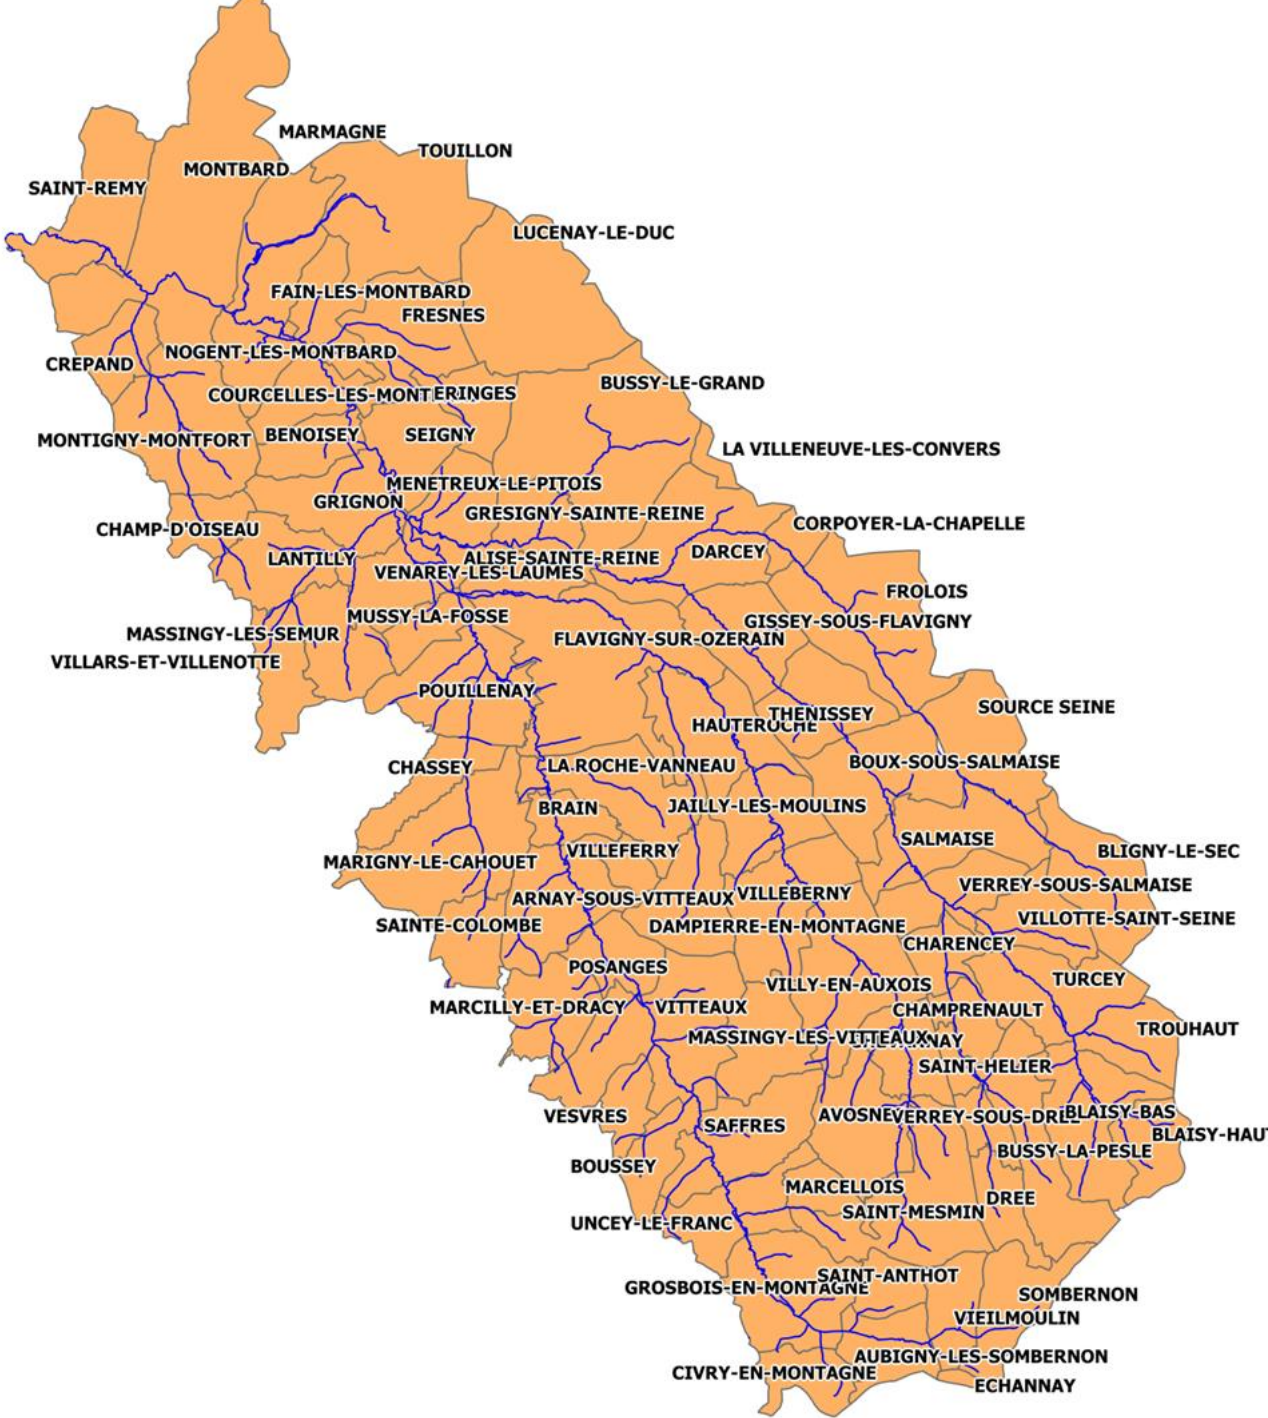 MARMAGNE
TOUILLON
MONTBARD
SAINT-REMY
LUCENAY-LE-DUC
FAIN-LES-MONTBARD
FRESNES
NOGENT-LES-MONTBARD
CREPAND
BUSSY-LE-GRAND
COURCELLES-LES-MONT
ERINGES
BENOISEY
SEIGNY
MONTIGNY-MONTFORT
LA VILLENEUVE-LES-CONVERS
MENETREUX-LE-PITOIS
GRIGNON
GRESIGNY-SAINTE-REINE
CORPOYER-LA-CHAPELLE
CHAMP-D'OISEAU
DARCEY
LANTILLY
ALISE-SAINTE-REINE
VENAREY-LES-LAUMES
FROLOIS
MUSSY-LA-FOSSE
GISSEY-SOUS-FLAVIGNY
MASSINGY-LES-SEMUR
FLAVIGNY-SUR-OZERAIN
VILLARS-ET-VILLENOTTE
POUILLENAY
SOURCE SEINE
THENISSEY
HAUTEROCHE
BOUX-SOUS-SALMAISE
CHASSEY
LA ROCHE-VANNEAU
BRAIN
JAILLY-LES-MOULINS
SALMAISE
VILLEFERRY
BLIGNY-LE-SEC
MARIGNY-LE-CAHOUET
VERREY-SOUS-SALMAISE
ARNAY-SOUS-VITTEAUX
VILLEBERNY
VILLOTTE-SAINT-SEINE
SAINTE-COLOMBE
DAMPIERRE-EN-MONTAGNE
CHARENCEY
POSANGES
TURCEY
VILLY-EN-AUXOIS
MARCILLY-ET-DRACY
VITTEAUX
CHAMPRENAULT
TROUHAUT
MASSINGY-LES-VITTEAUX
NAY
SAINT-HELIER
VESVRES
AVOSNE
VERREY-SOUS-DREE
BLAISY-BAS
SAFFRES
BLAISY-HAUT
BUSSY-LA-PESLE
BOUSSEY
MARCELLOIS
DREE
SAINT-MESMIN
UNCEY-LE-FRANC
SAINT-ANTHOT
GROSBOIS-EN-MONTAGNE
SOMBERNON
VIEILMOULIN
AUBIGNY-LES-SOMBERNON
CIVRY-EN-MONTAGNE
ECHANNAY